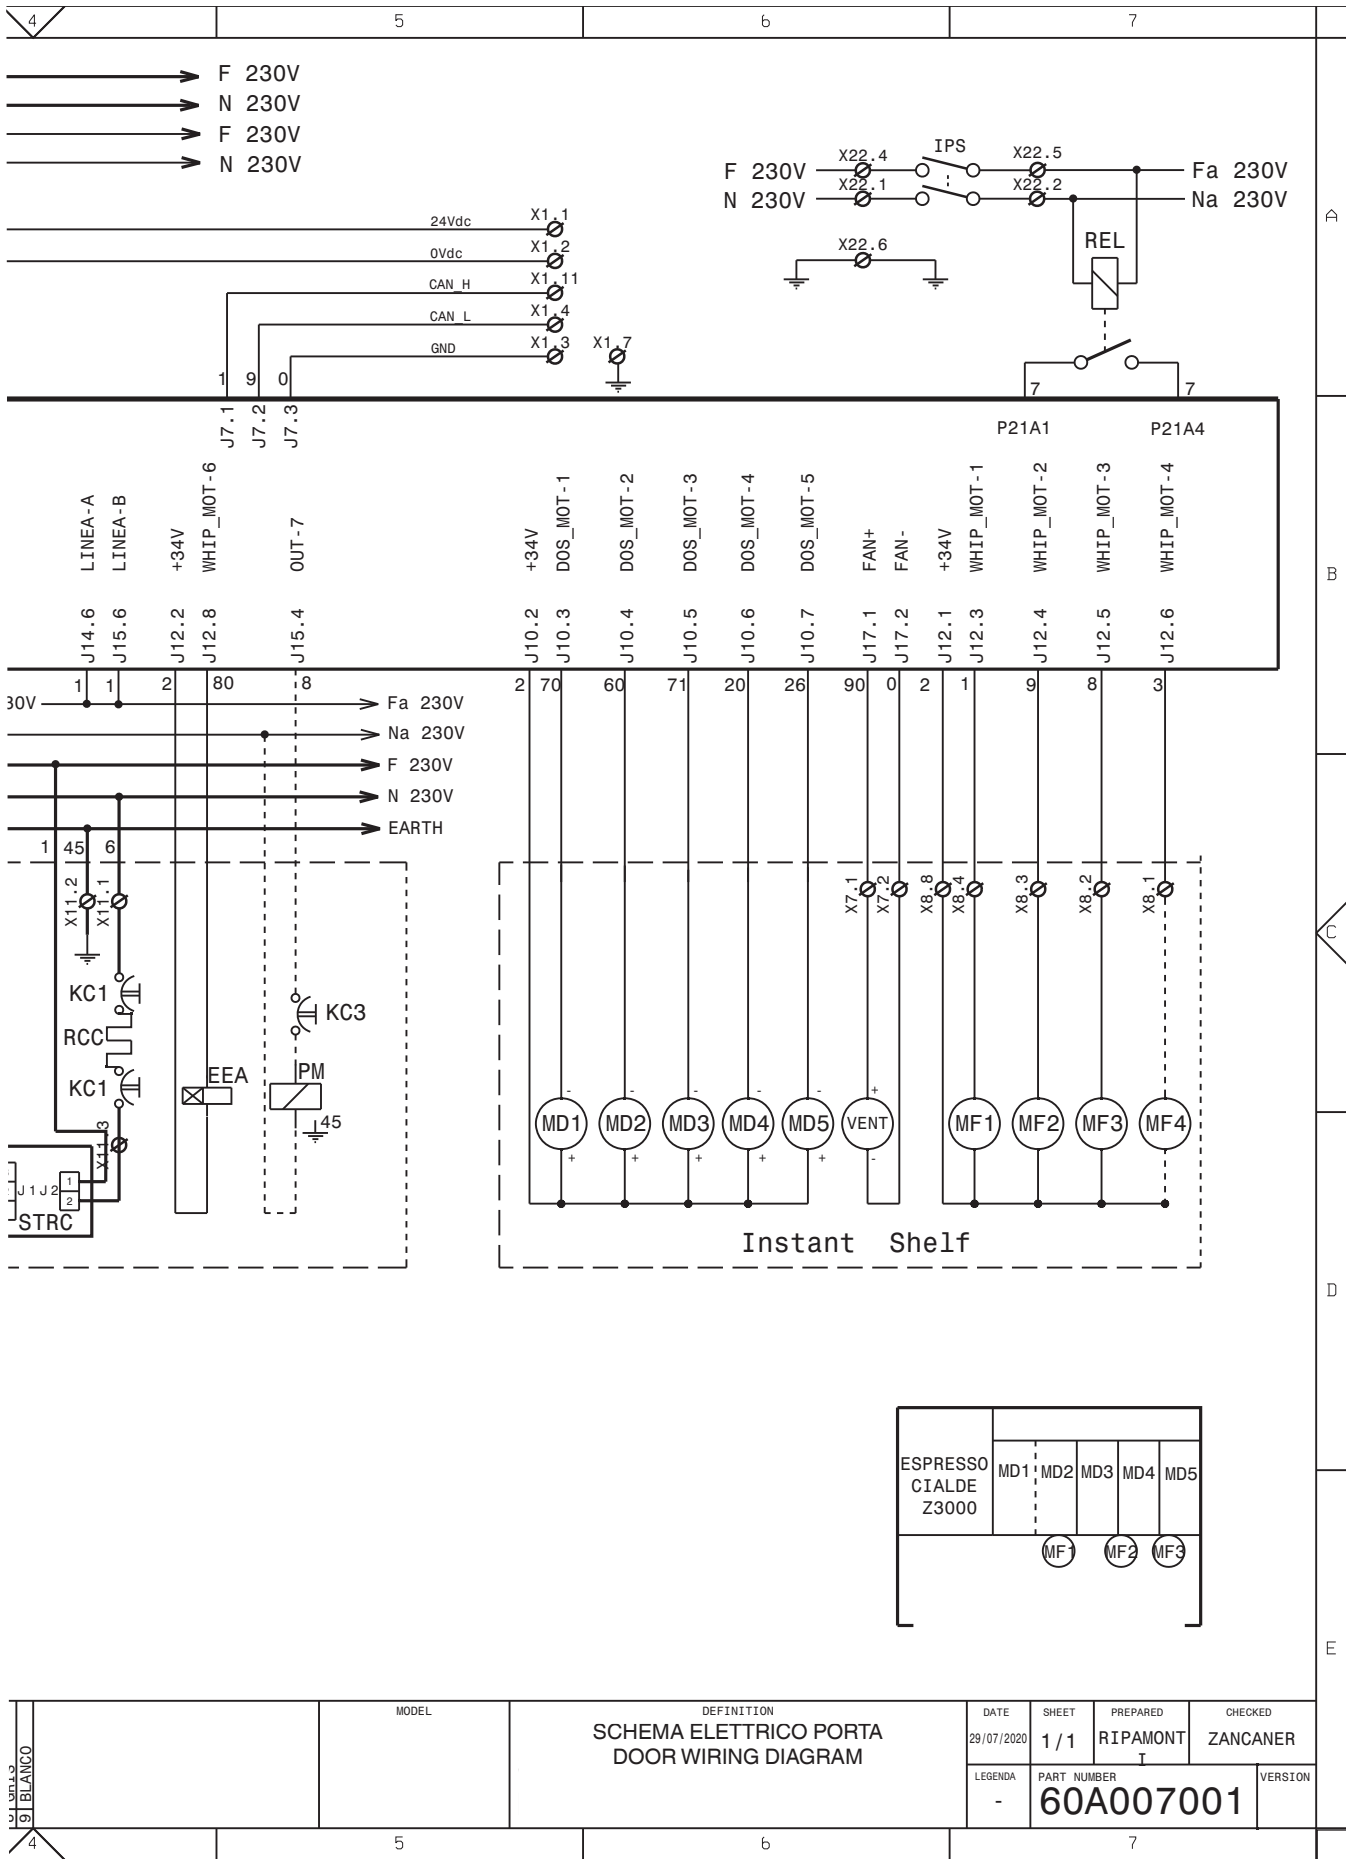 4 5 6 7
F 230V
N 230V
F 230V
N 230V
IPS
F 230V X22.4 X22.5 Fa 230V
N 230V X22.1 X22.2 Na 230V
A
24Vdc X1.1
0Vdc X1.2
CAN_H X1.11
CAN_L X1.4
GND X1.3 X1.7
X22.6
REL
1 9 0
7 7
J7.1 J7.2 J7.3
P21A1 P21A4
LINEA-A LINEA-B +34V WHIP_MOT-6 OUT-7 +34V DOS_MOT-1 DOS_MOT-2 DOS_MOT-3 DOS_MOT-4 DOS_MOT-5 FAN+ FAN- +34V WHIP_MOT-1 WHIP_MOT-2 WHIP_MOT-3 WHIP_MOT-4
B
J14.6 J15.6 J12.2 J12.8 J15.4 J10.2 J10.3 J10.4 J10.5 J10.6 J10.7 J17.1 J17.2 J12.1 J12.3 J12.4 J12.5 J12.6
1 1 2 80 8 2 70 60 71 20 26 90 0 2 1 9 8 3
30V Fa 230V
Na 230V
F 230V
N 230V
EARTH
1 45 6
X11.2 X11.1 X7.1 X7.2 X8.8 X8.4 X8.3 X8.2 X8.1
C
KC1
KC3
RCC
KC1
EEA PM
45
X11.3
- - - - - +
MD1 MD2 MD3 MD4 MD5 VENT MF1 MF2 MF3 MF4
+ + + + + -
J1 J2 1
2
STRC
Instant Shelf
D
ESPRESSO
CIALDE
Z3000
MD1 MD2 MD3 MD4 MD5
MF1 MF2 MF3
E
9 BLANCO
MODEL
DEFINITION
SCHEMA ELETTRICO PORTA
DOOR WIRING DIAGRAM
DATE SHEET PREPARED CHECKED
29/07/2020 1/1 RIPAMONT
I
ZANCANER
LEGENDA PART NUMBER VERSION
- 60A007001
4 5 6 7